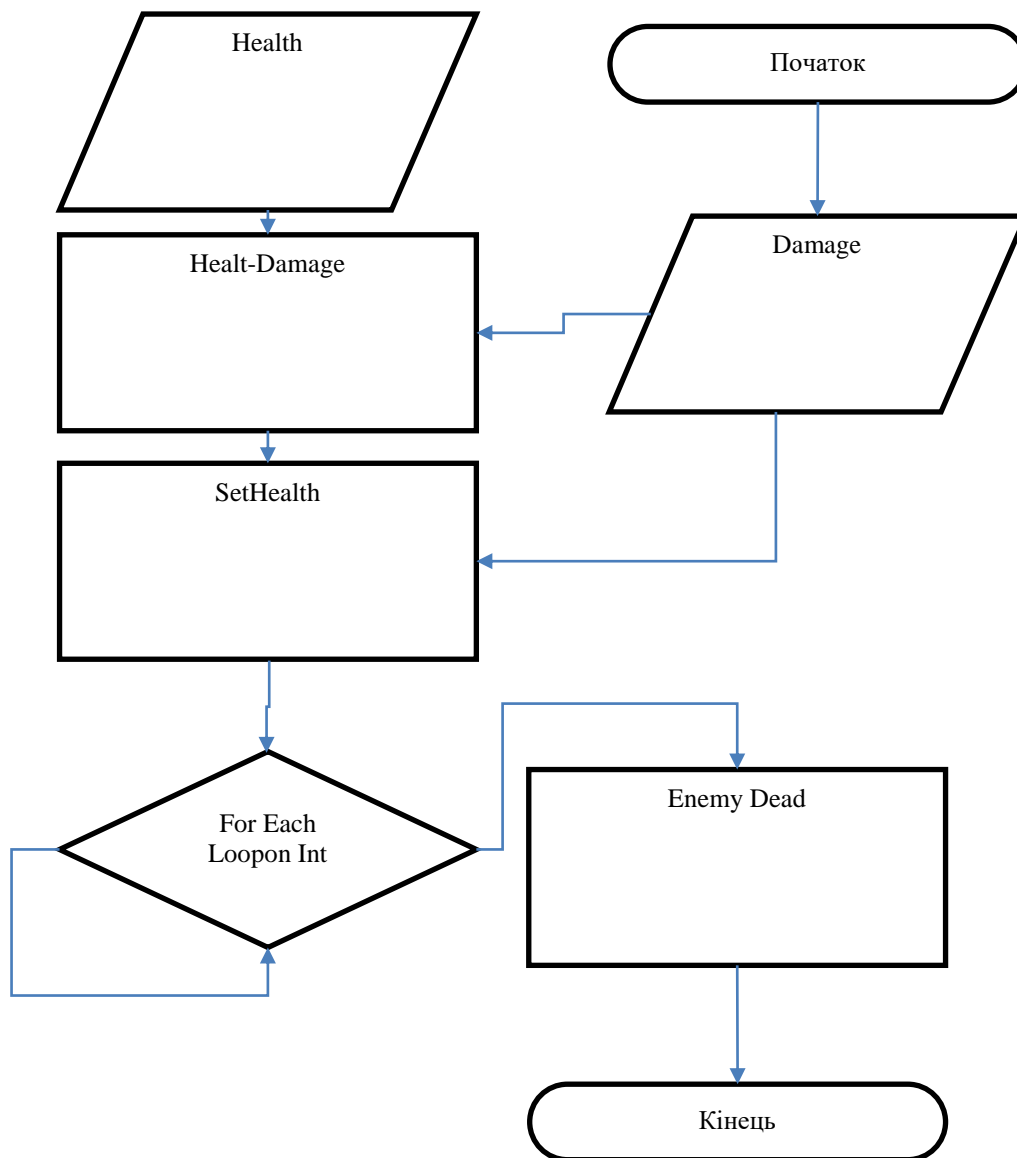 Health
Початок
Healt-Damage
Damage
SetHealth
For Each
Loopon Int
Enemy Dead
Кінець